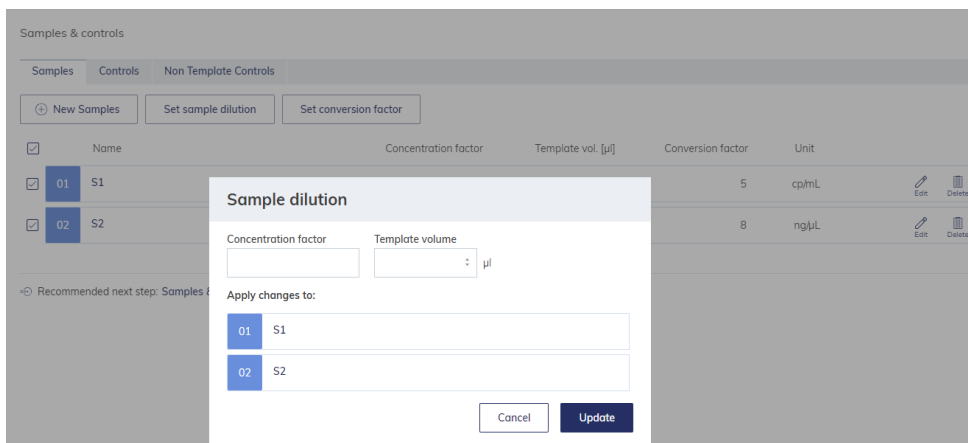 Samples & controls
Samples Controls Non Template Controls
New Samples Set sample dilution Set conversion factor
Name Concentration factor Template vol. [µl] Conversion factor Unit
01 S1 5 cp/mL Edit Delete
02 S2 8 ng/µL Edit Delete
Recommended next step: Samples &
Sample dilution
Concentration factor Template volume
µl
Apply changes to:
01 S1
02 S2
Cancel Update